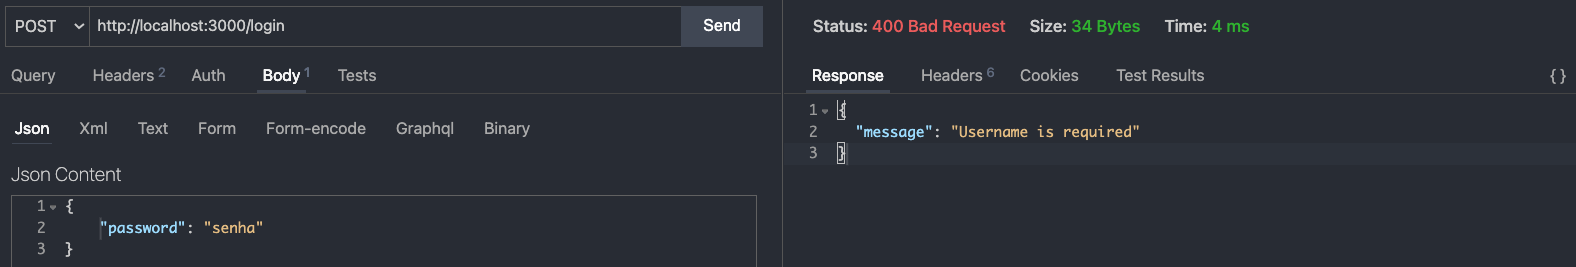 POST http://localhost:3000/login Send
Query Headers 2 Auth Body 1 Tests
Json Xml Text Form Form-encode Graphql Binary
Json Content
1 {
2 "password": "senha"
3 }
Status: 400 Bad Request Size: 34 Bytes Time: 4 ms
Response Headers 6 Cookies Test Results { }
1 {
2 "message": "Username is required"
3 }